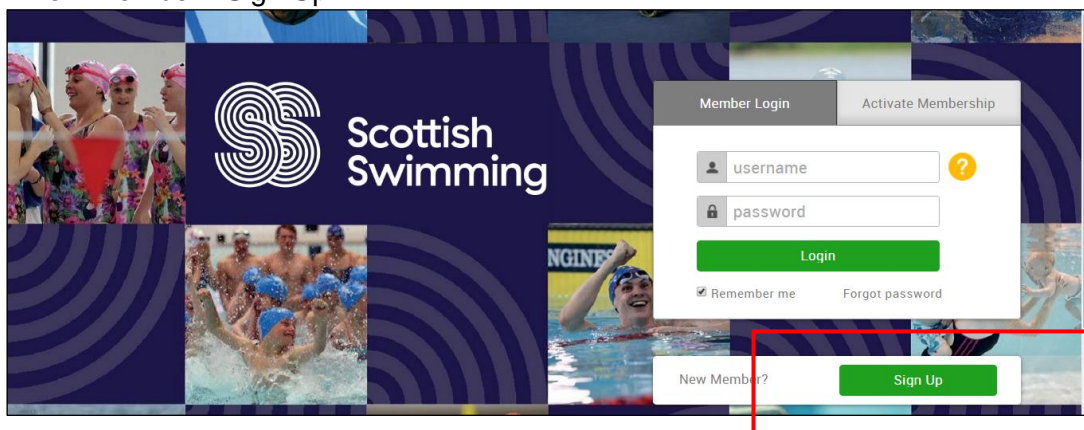 Scottish
Swimming
Member Login
Activate Membership
username
?
password
Login
Remember me
Forgot password
New Member?
Sign Up